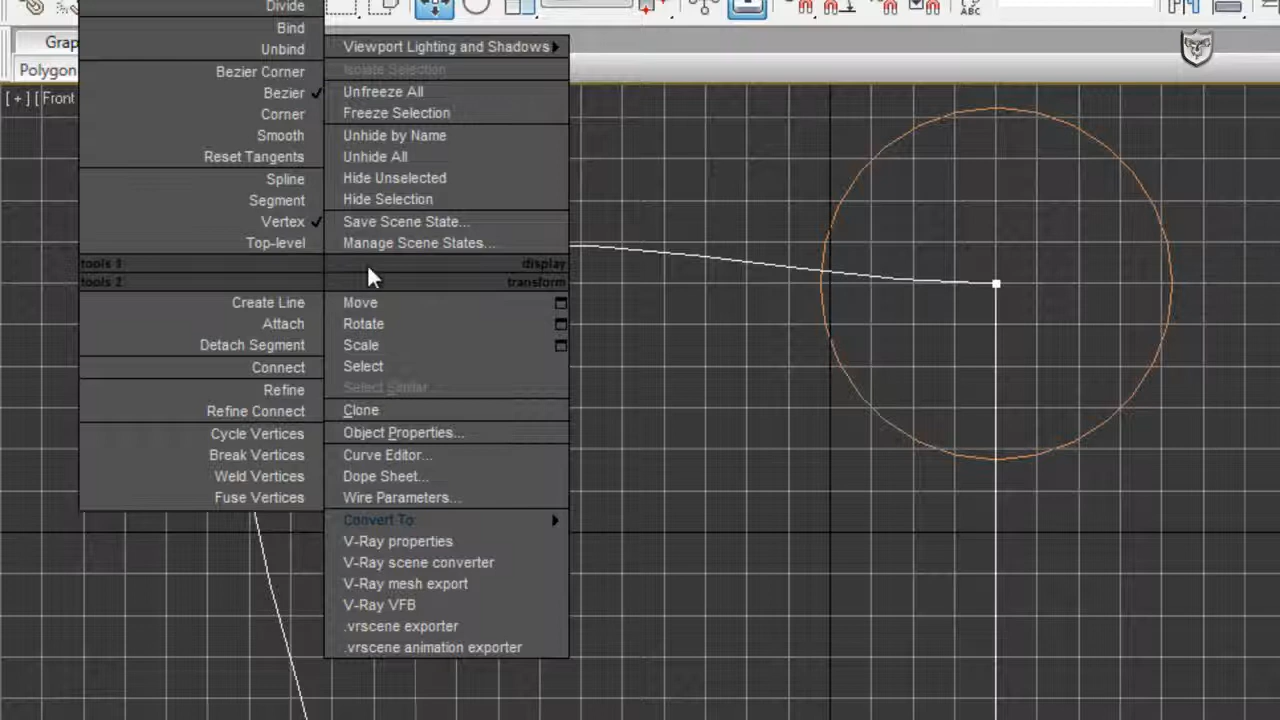 ABC
Grap
Polygon
[ + ] [ Front
Divide
Bind
Unbind
Bezier Corner
Bezier
Corner
Smooth
Reset Tangents
Spline
Segment
Vertex
Top-level
tools 1
tools 2
Create Line
Attach
Detach Segment
Connect
Refine
Refine Connect
Cycle Vertices
Break Vertices
Weld Vertices
Fuse Vertices
Viewport Lighting and Shadows
Isolate Selection
Unfreeze All
Freeze Selection
Unhide by Name
Unhide All
Hide Unselected
Hide Selection
Save Scene State...
Manage Scene States...
display
transform
Move
Rotate
Scale
Select
Select Similar
Clone
Object Properties...
Curve Editor...
Dope Sheet...
Wire Parameters...
Convert To:
V-Ray properties
V-Ray scene converter
V-Ray mesh export
V-Ray VFB
.vrscene exporter
.vrscene animation exporter